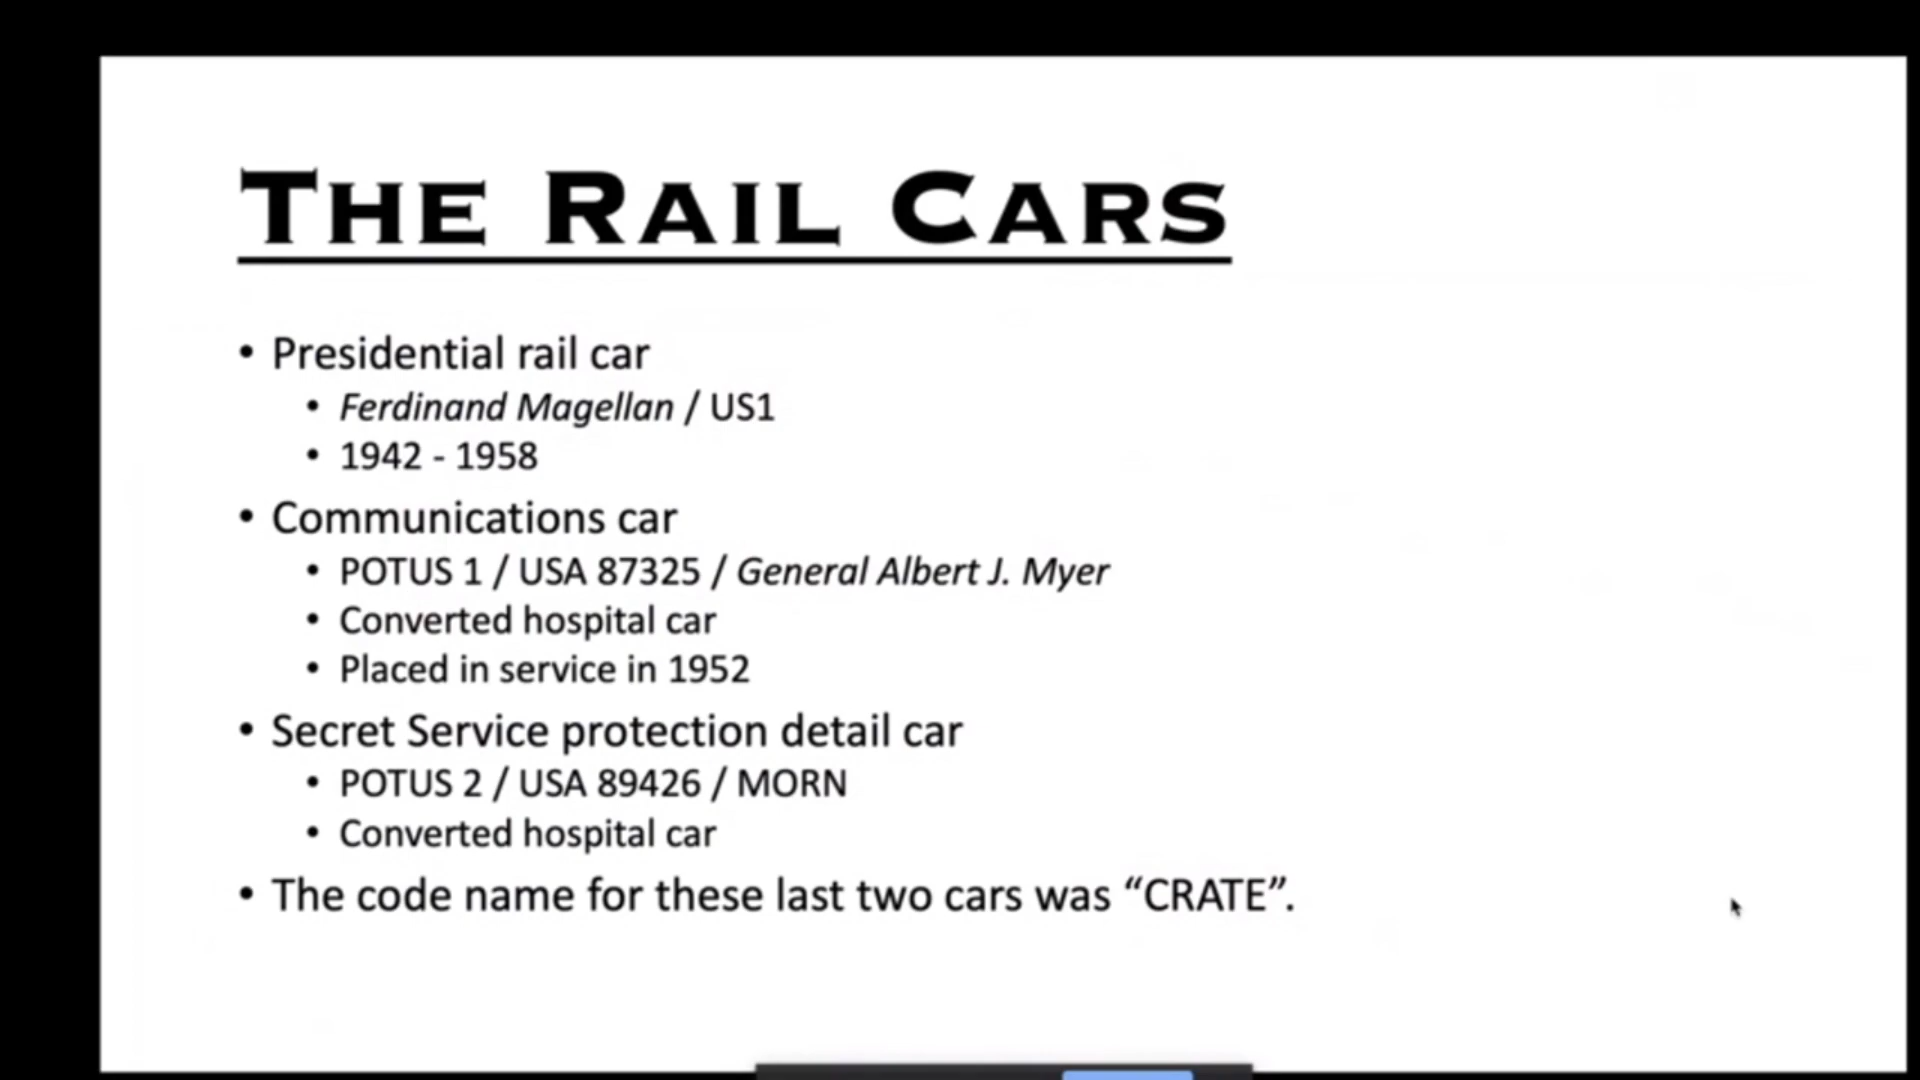 The Rail Cars
• Presidential rail car
• Ferdinand Magellan / US1
• 1942 - 1958
• Communications car
• POTUS 1 / USA 87325 / General Albert J. Myer
• Converted hospital car
• Placed in service in 1952
• Secret Service protection detail car
• POTUS 2 / USA 89426 / MORN
• Converted hospital car
• The code name for these last two cars was “CRATE”.